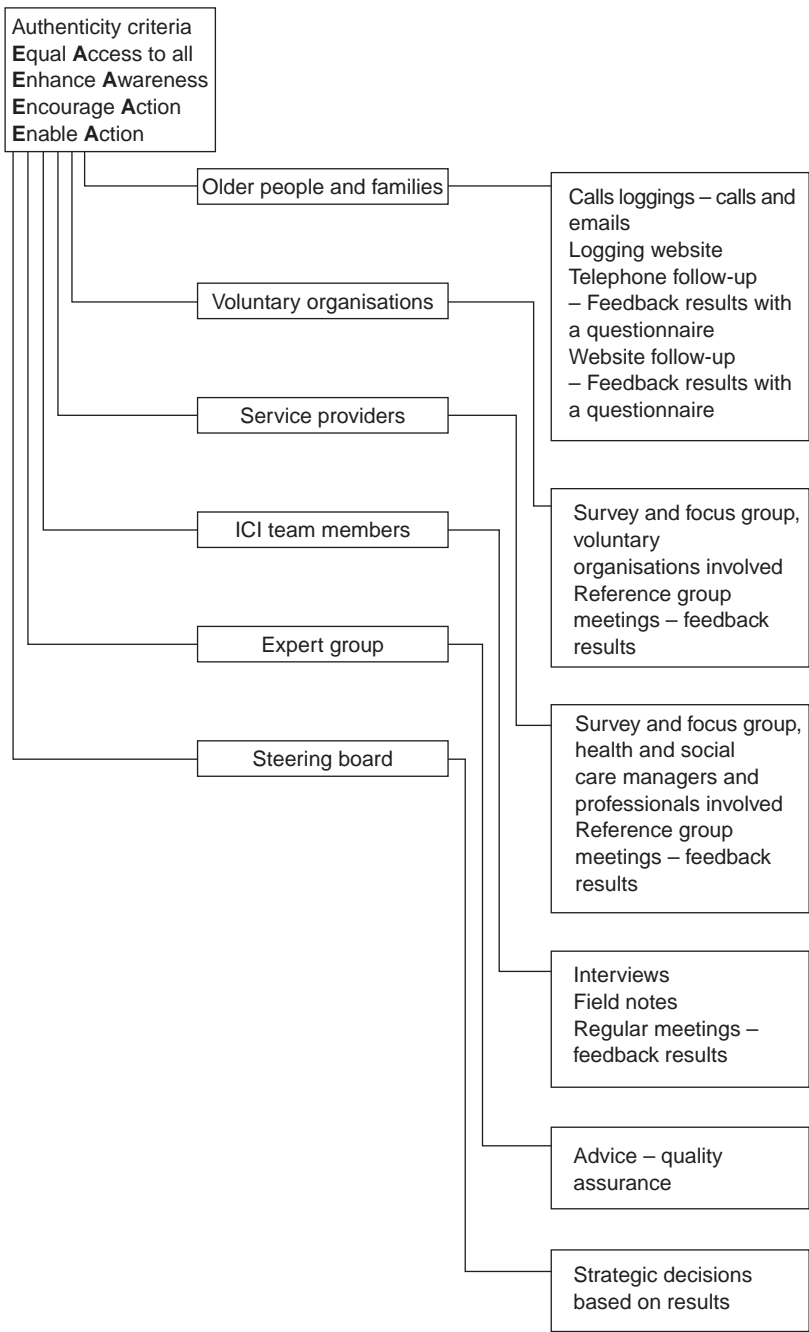 Authenticity criteria
Equal Access to all
Enhance Awareness
Encourage Action
Enable Action
Older people and families
Calls loggings – calls and
emails
Logging website
Telephone follow-up
– Feedback results with
a questionnaire
Website follow-up
– Feedback results with
a questionnaire
Voluntary organisations
Survey and focus group,
voluntary
organisations involved
Reference group
meetings – feedback
results
Service providers
Survey and focus group,
health and social
care managers and
professionals involved
Reference group
meetings – feedback
results
ICI team members
Interviews
Field notes
Regular meetings –
feedback results
Expert group
Advice – quality
assurance
Steering board
Strategic decisions
based on results